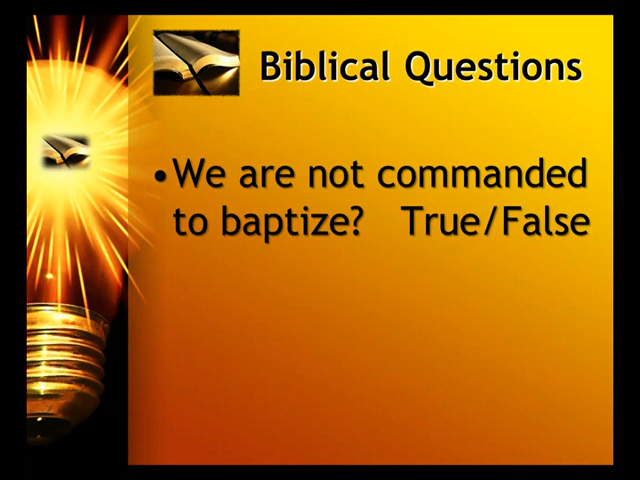 Biblical Questions
•We are not commanded
to baptize? True/False